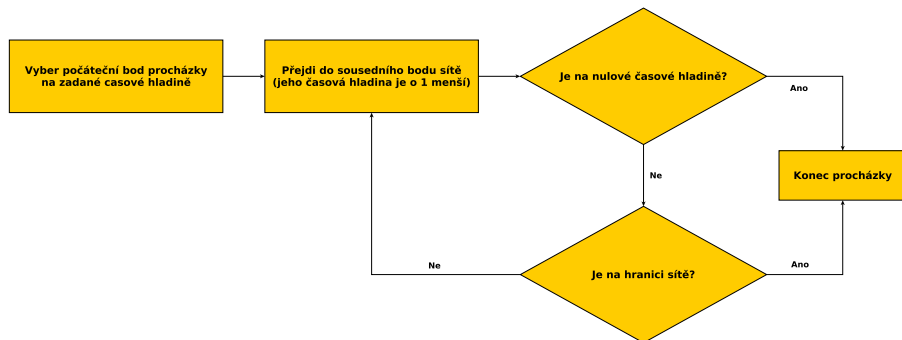 Vyber počáteční bod procházky
na zadané casové hladině
Přejdi do sousedního bodu sítě
(jeho časová hladina je o 1 menší)
Je na nulové časové hladině?
Ano
Konec procházky
Ne
Je na hranici sítě?
Ano
Ne